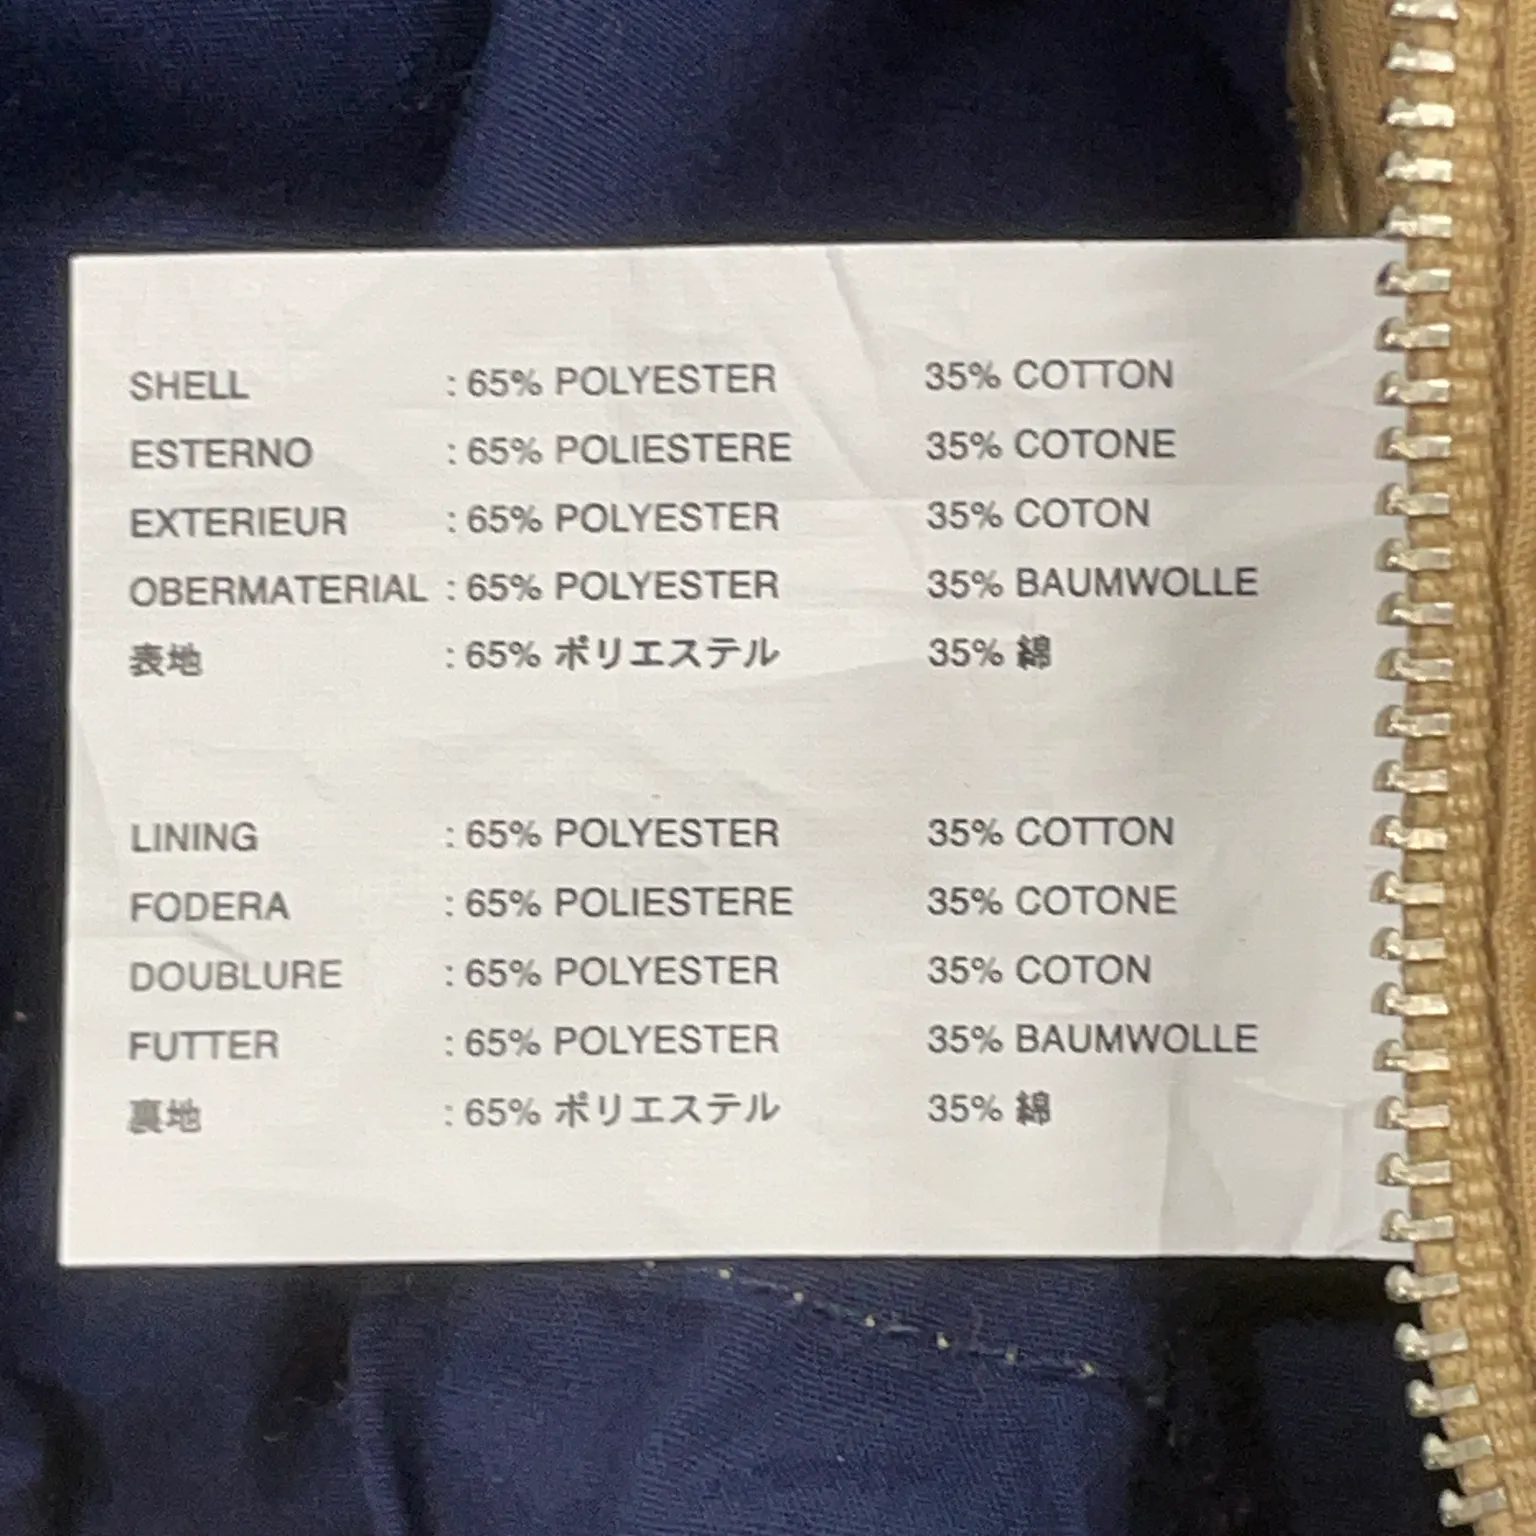 SHELL : 65% POLYESTER 35% COTTON
ESTERNO : 65% POLIESTERE 35% COTONE
EXTERIEUR : 65% POLYESTER 35% COTON
OBERMATERIAL : 65% POLYESTER 35% BAUMWOLLE
表地 : 65% ポリエステル 35% 綿
LINING : 65% POLYESTER 35% COTTON
FODERA : 65% POLIESTERE 35% COTONE
DOUBLURE : 65% POLYESTER 35% COTON
FUTTER : 65% POLYESTER 35% BAUMWOLLE
裏地 : 65% ポリエステル 35% 綿